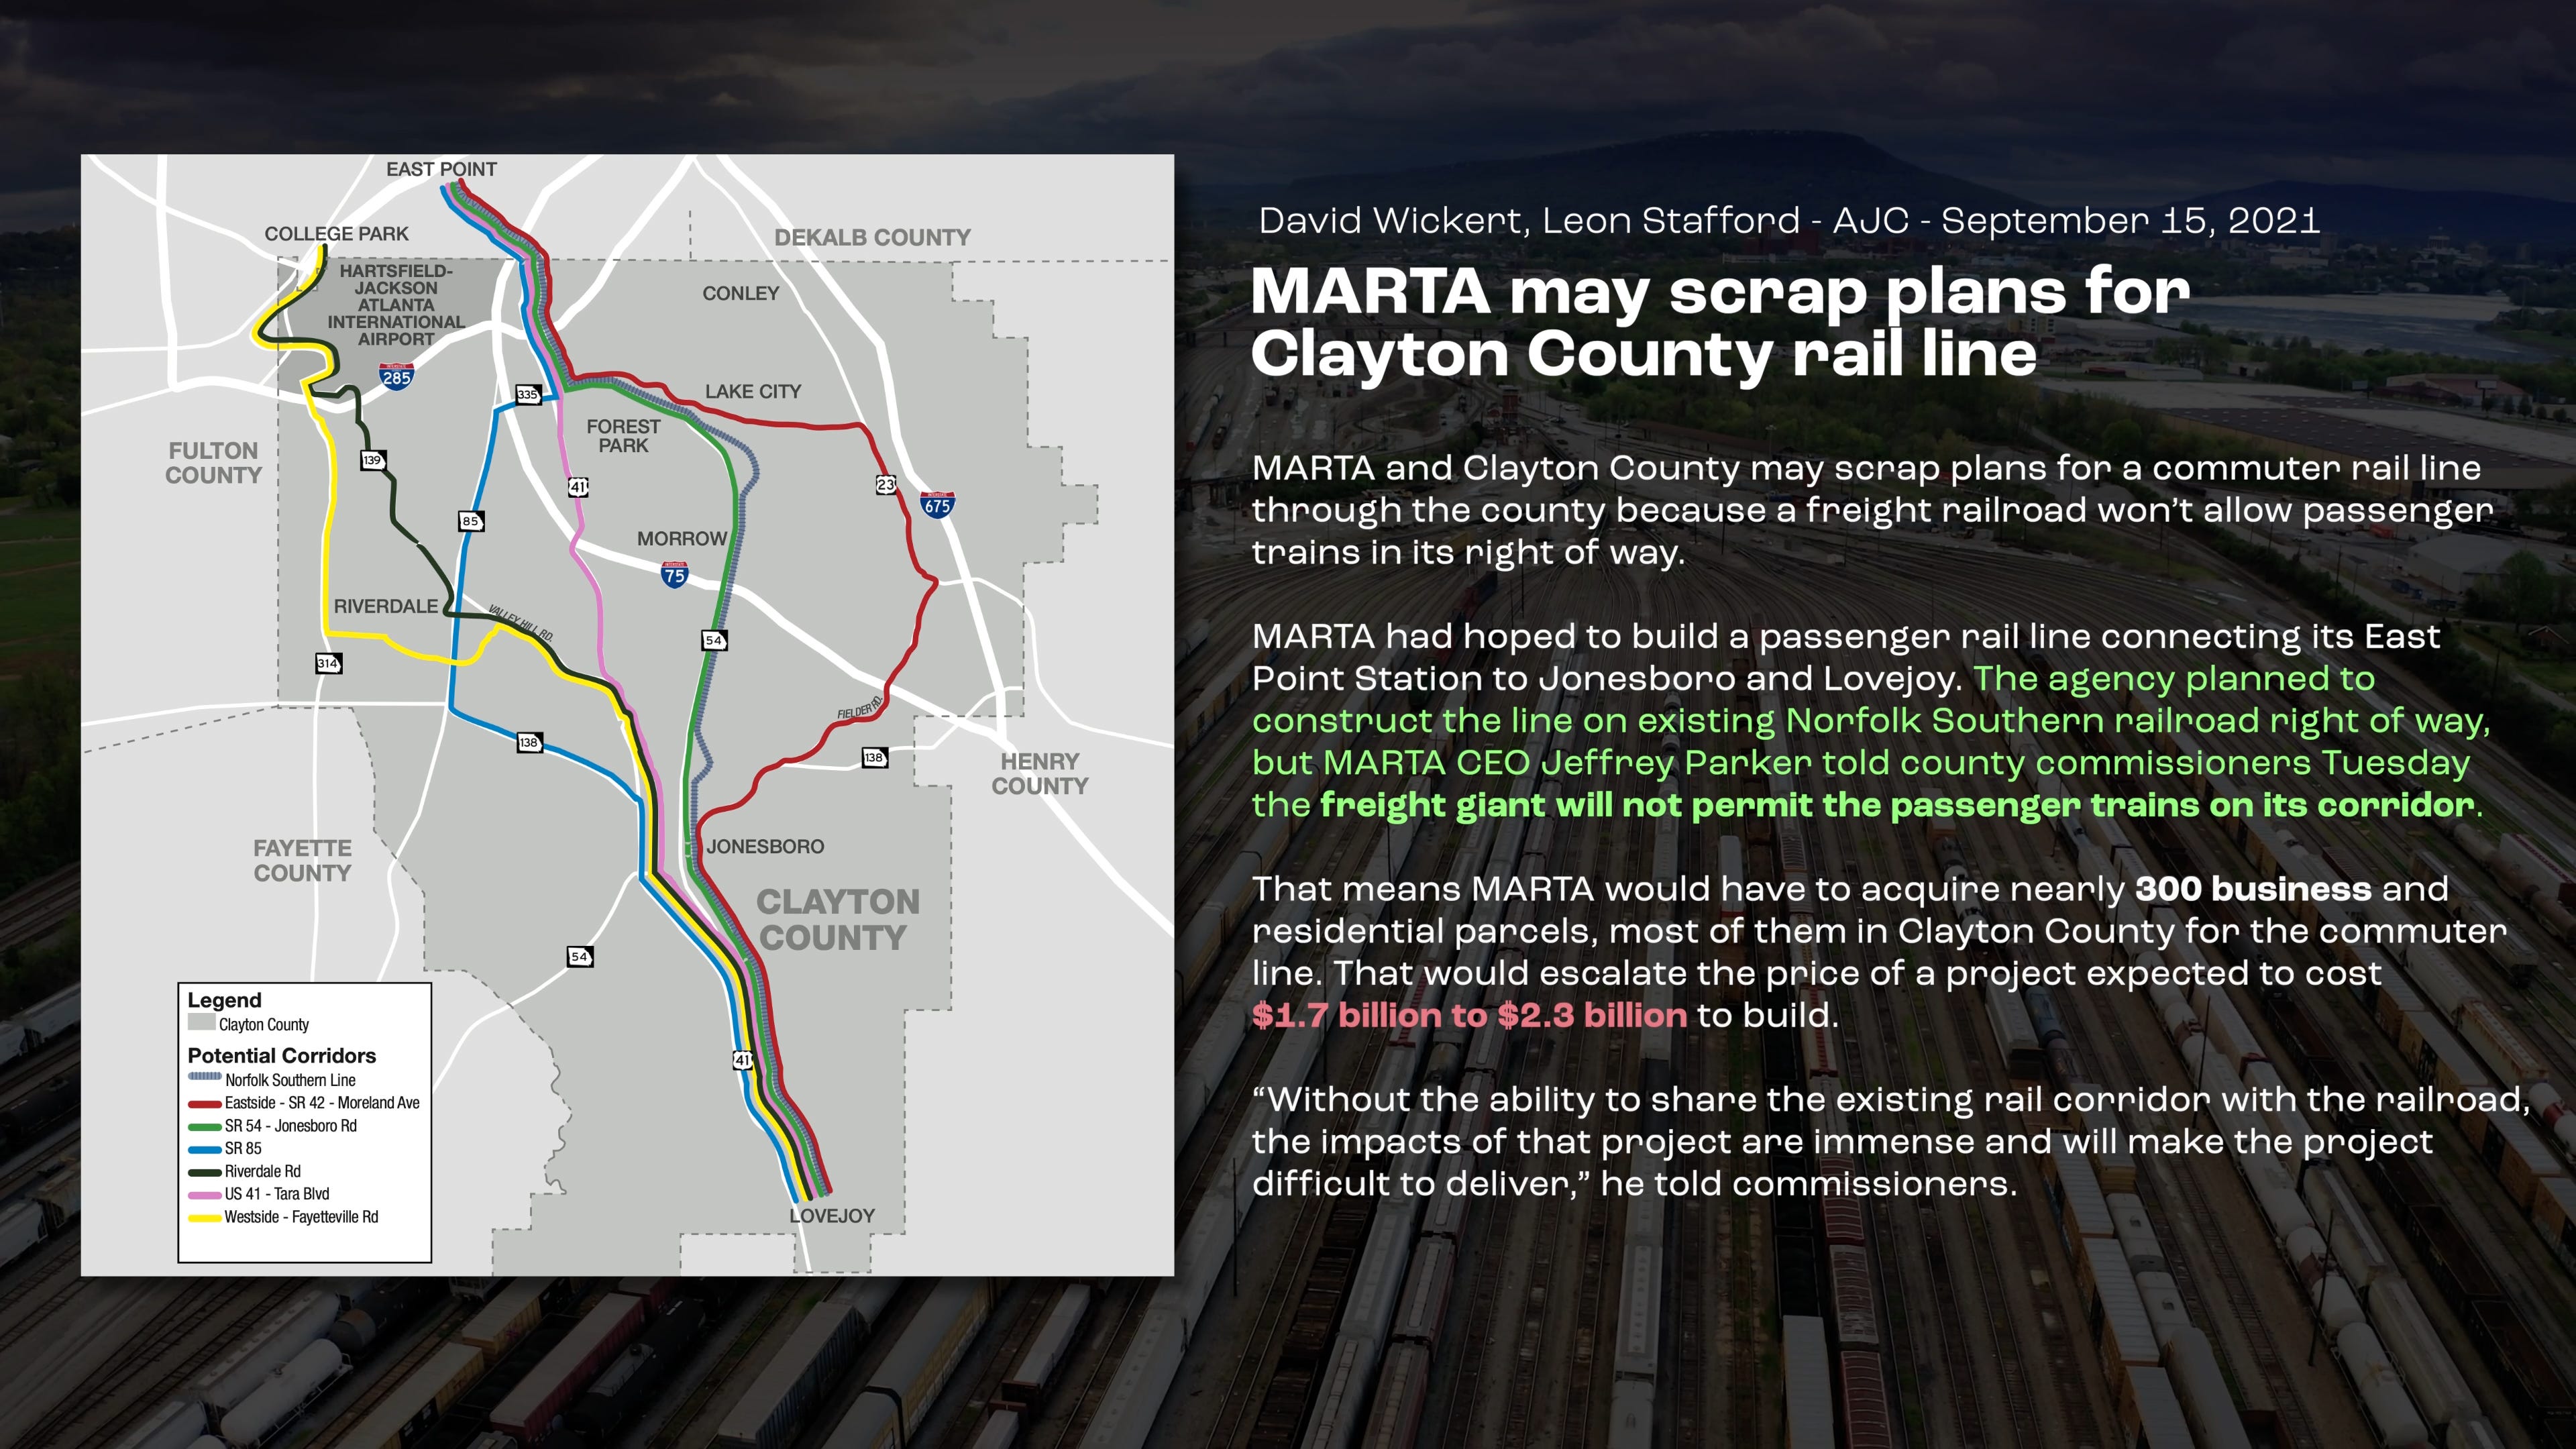 EAST POINT
COLLEGE PARK
DEKALB COUNTY
HARTSFIELD-
JACKSON
ATLANTA
INTERNATIONAL
AIRPORT
CONLEY
INTERSTATE
285
335
LAKE CITY
FOREST
PARK
FULTON
COUNTY
139
41
23
INTERSTATE
675
85
MORROW
INTERSTATE
75
RIVERDALE
VALLEY HILL RD.
54
314
FIELDER RD.
138
138
HENRY
COUNTY
FAYETTE
COUNTY
JONESBORO
CLAYTON
COUNTY
54
41
LOVEJOY
Legend
Clayton County
Potential Corridors
Norfolk Southern Line
Eastside - SR 42 - Moreland Ave
SR 54 - Jonesboro Rd
SR 85
Riverdale Rd
US 41 - Tara Blvd
Westside - Fayetteville Rd
David Wickert, Leon Stafford - AJC - September 15, 2021
MARTA may scrap plans for
Clayton County rail line
MARTA and Clayton County may scrap plans for a commuter rail line
through the county because a freight railroad won’t allow passenger
trains in its right of way.
MARTA had hoped to build a passenger rail line connecting its East
Point Station to Jonesboro and Lovejoy. The agency planned to
construct the line on existing Norfolk Southern railroad right of way,
but MARTA CEO Jeffrey Parker told county commissioners Tuesday
the freight giant will not permit the passenger trains on its corridor.
That means MARTA would have to acquire nearly 300 business and
residential parcels, most of them in Clayton County for the commuter
line. That would escalate the price of a project expected to cost
$1.7 billion to $2.3 billion to build.
“Without the ability to share the existing rail corridor with the railroad,
the impacts of that project are immense and will make the project
difficult to deliver,” he told commissioners.